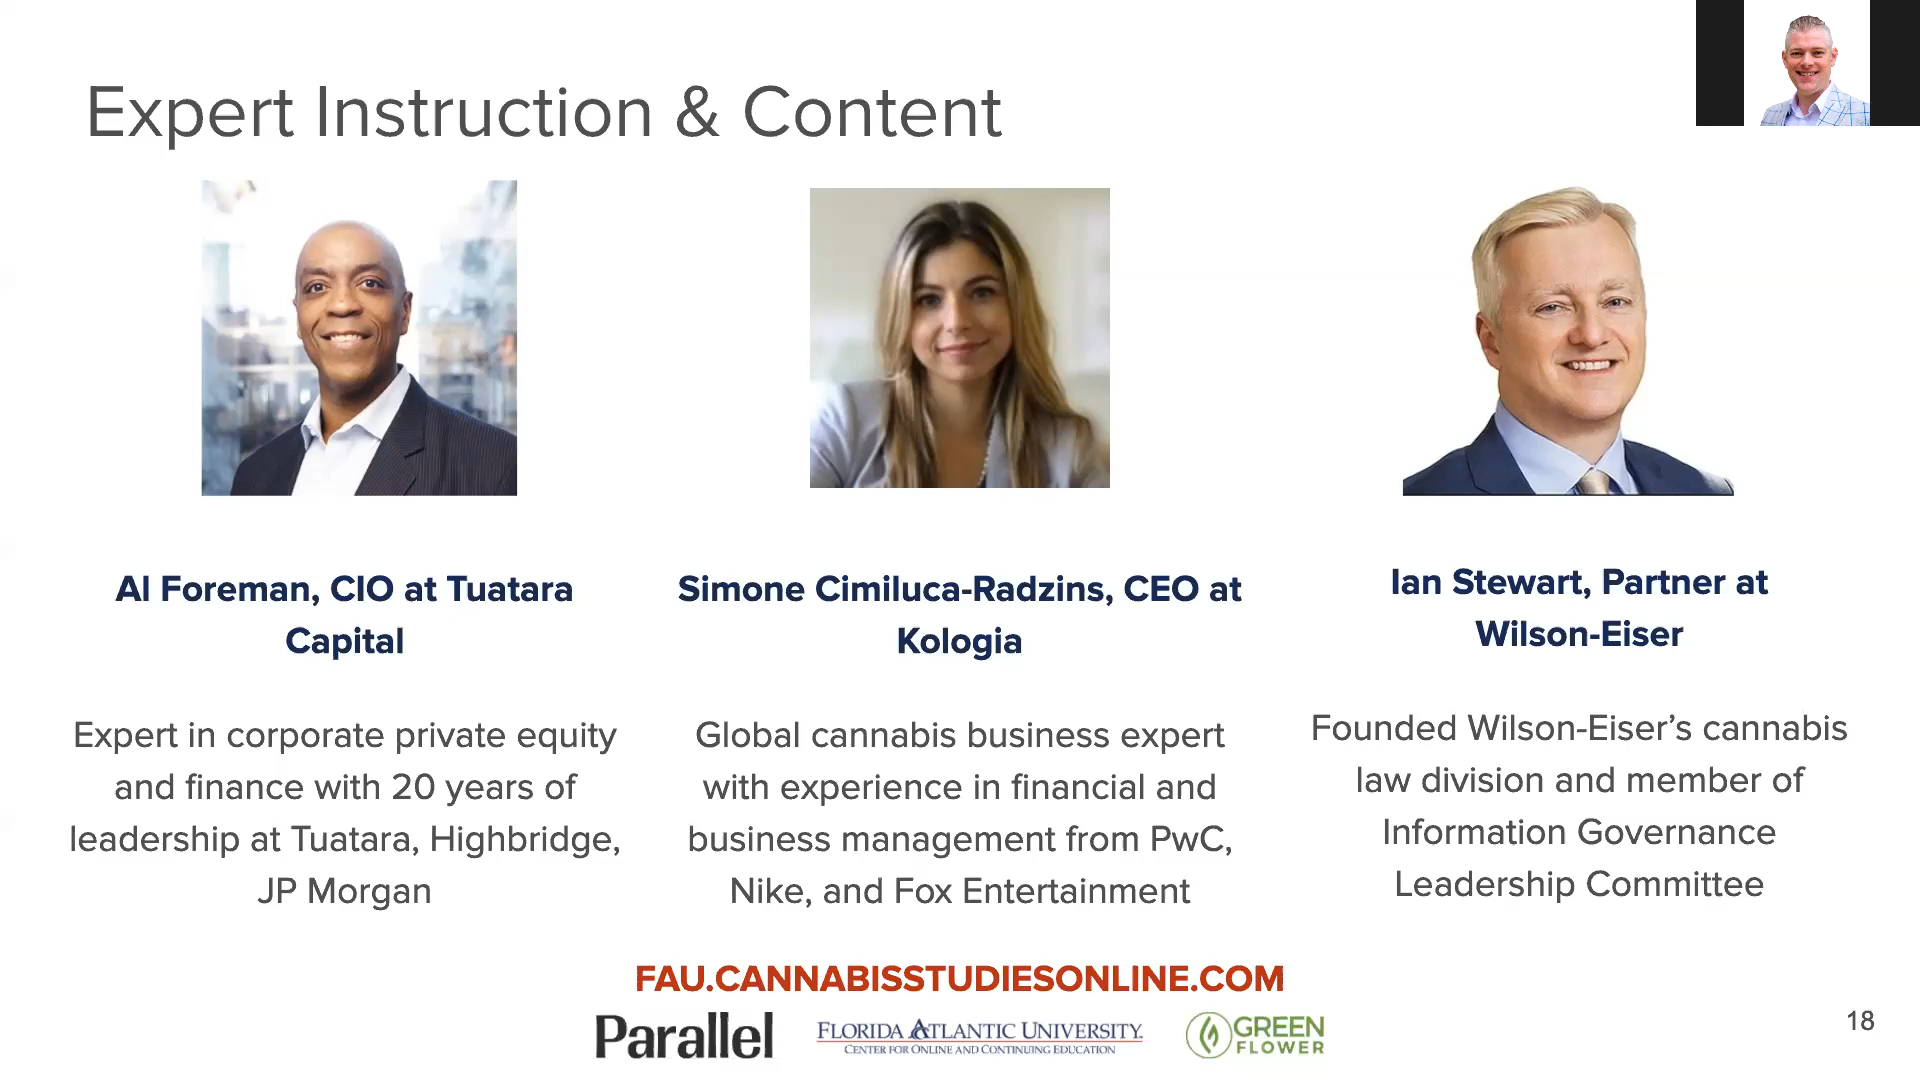 Expert Instruction & Content
Al Foreman, CIO at Tuatara
Capital
Expert in corporate private equity
and finance with 20 years of
leadership at Tuatara, Highbridge,
JP Morgan
Simone Cimiluca-Radzins, CEO at
Kologia
Global cannabis business expert
with experience in financial and
business management from PwC,
Nike, and Fox Entertainment
Ian Stewart, Partner at
Wilson-Eiser
Founded Wilson-Eiser’s cannabis
law division and member of
Information Governance
Leadership Committee
FAU.CANNABISSTUDIESONLINE.COM
Parallel
FLORIDA ATLANTIC UNIVERSITY.
CENTER FOR ONLINE AND CONTINUING EDUCATION
GREEN
FLOWER
18